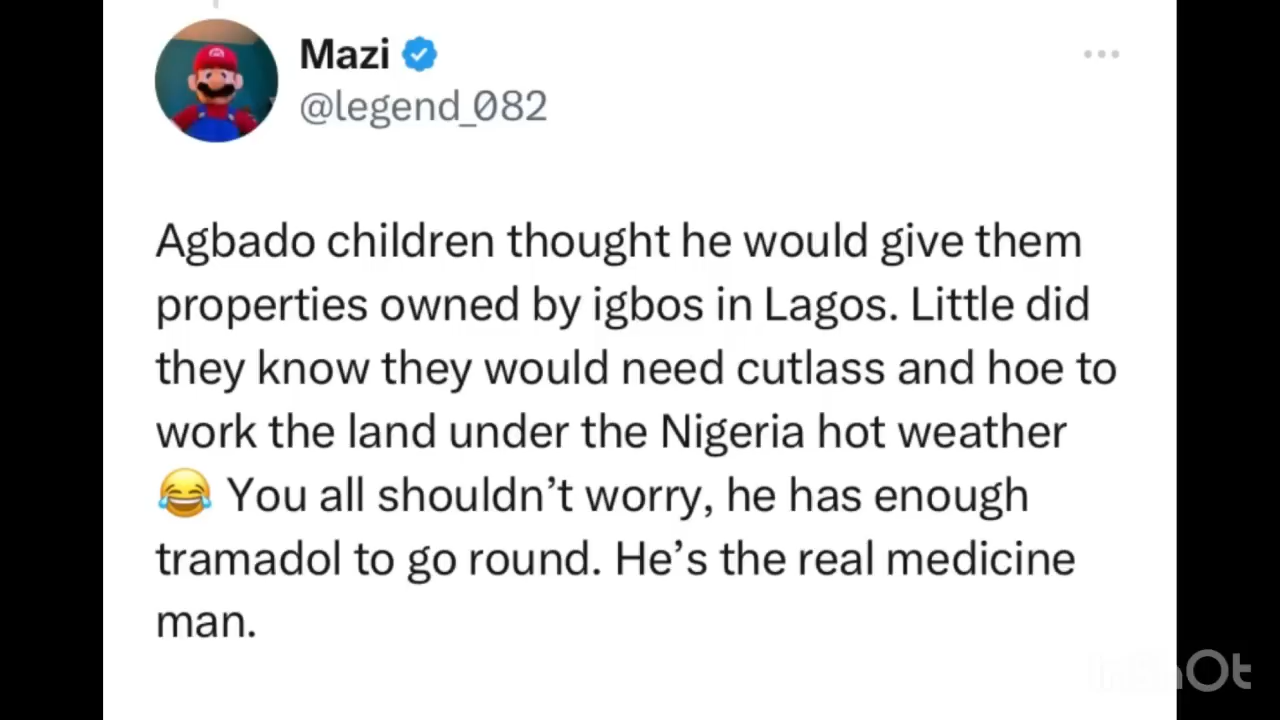 Mazi
@legend_082
Agbado children thought he would give them
properties owned by igbos in Lagos. Little did
they know they would need cutlass and hoe to
work the land under the Nigeria hot weather
😂 You all shouldn’t worry, he has enough
tramadol to go round. He’s the real medicine
man.
InShOt